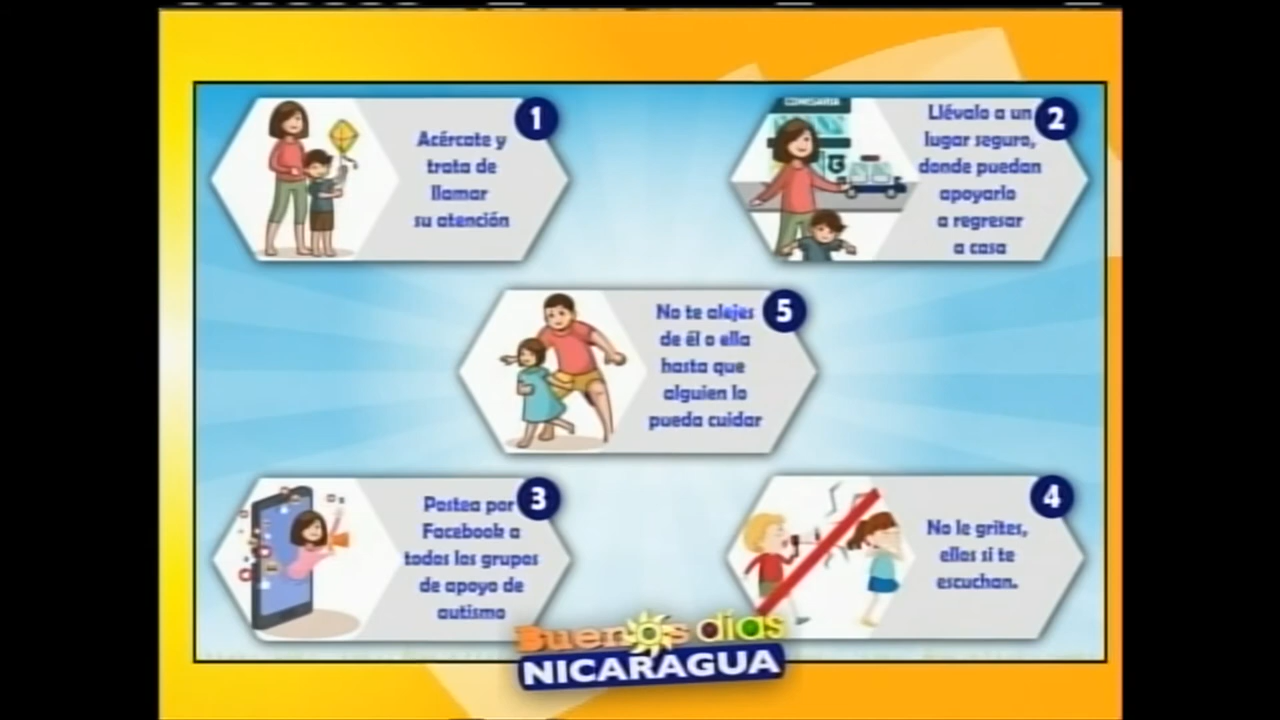 1
Acércate y
trata de
llamar
su atención
COMISARIA
2
Llévalo a un
lugar seguro,
donde puedan
apoyarlo
a regresar
a casa
5
No te alejes
de él o ella
hasta que
alguien lo
pueda cuidar
3
Postea por
Facebook a
todos los grupos
de apoyo de
autismo
4
No le grites,
ellos si te
escuchan.
Buenos días
NICARAGUA